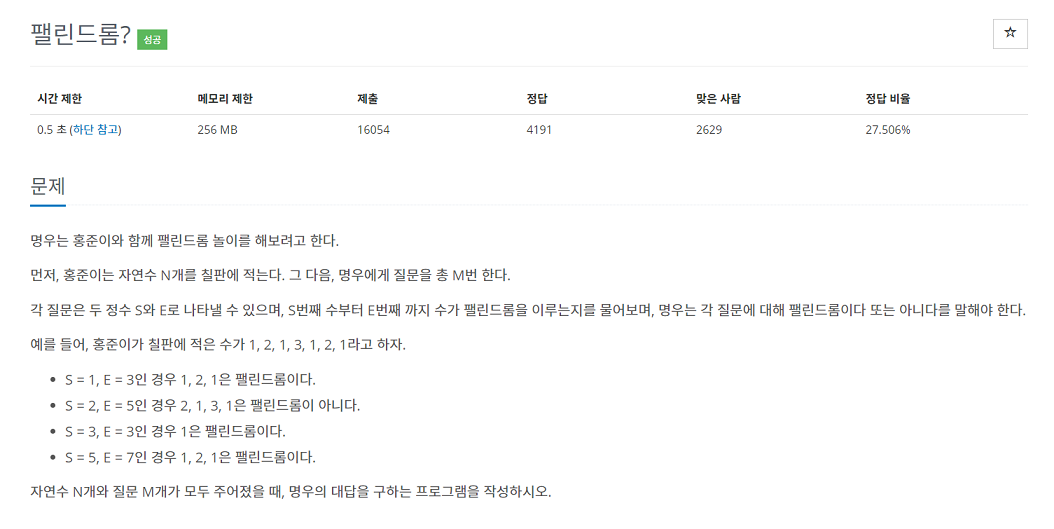 팰린드롬? 성공
☆
시간 제한 메모리 제한 제출 정답 맞은 사람 정답 비율
0.5 초 (하단 참고) 256 MB 16054 4191 2629 27.506%
문제
명우는 홍준이와 함께 팰린드롬 놀이를 해보려고 한다.
먼저, 홍준이는 자연수 N개를 칠판에 적는다. 그 다음, 명우에게 질문을 총 M번 한다.
각 질문은 두 정수 S와 E로 나타낼 수 있으며, S번째 수부터 E번째 까지 수가 팰린드롬을 이루는지를 물어보며, 명우는 각 질문에 대해 팰린드롬이다 또는 아니다를 말해야 한다.
예를 들어, 홍준이가 칠판에 적은 수가 1, 2, 1, 3, 1, 2, 1라고 하자.
• S = 1, E = 3인 경우 1, 2, 1은 팰린드롬이다.
• S = 2, E = 5인 경우 2, 1, 3, 1은 팰린드롬이 아니다.
• S = 3, E = 3인 경우 1은 팰린드롬이다.
• S = 5, E = 7인 경우 1, 2, 1은 팰린드롬이다.
자연수 N개와 질문 M개가 모두 주어졌을 때, 명우의 대답을 구하는 프로그램을 작성하시오.